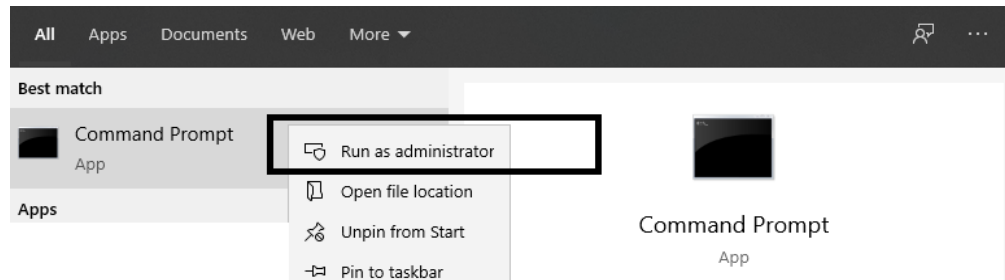 All Apps Documents Web More
Best match
Command Prompt
App
Run as administrator
Open file location
Apps
Unpin from Start
Pin to taskbar
Command Prompt
App